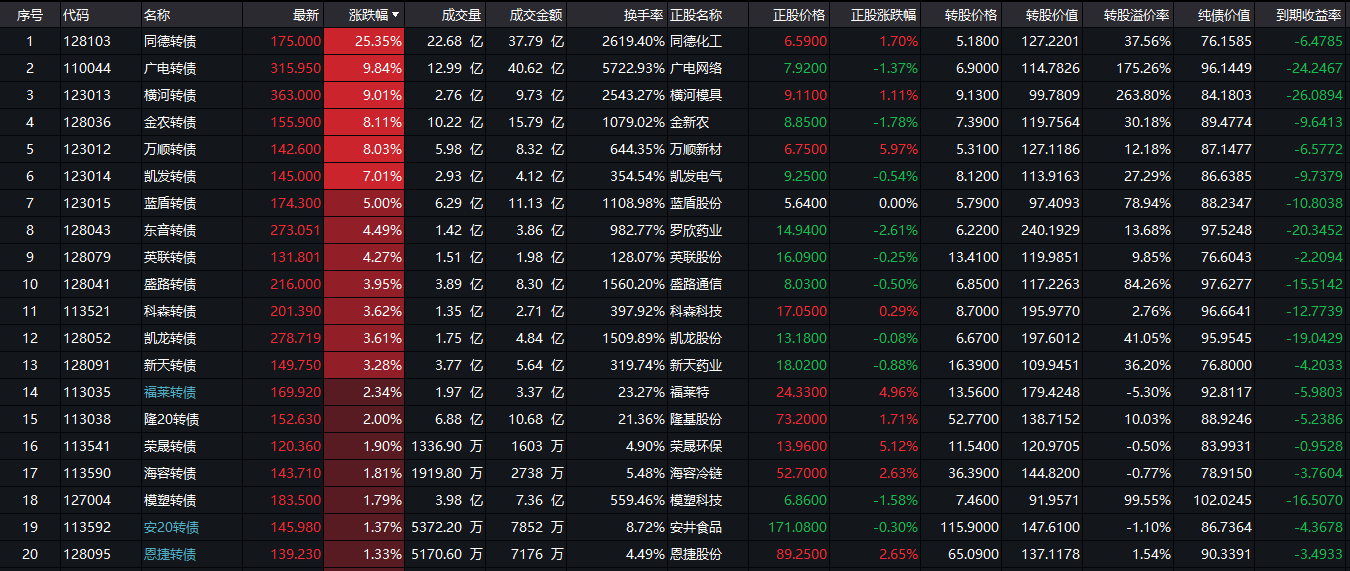 序号 代码 名称 最新 涨跌幅 成交量 成交金额 换手率 正股名称 正股价格 正股涨跌幅 转股价格 转股价值 转股溢价率 纯债价值 到期收益率
1 128103 同德转债 175.000 25.35% 22.68 亿 37.79 亿 2619.40% 同德化工 6.5900 1.70% 5.1800 127.2201 37.56% 76.1585 -6.4785
2 110044 广电转债 315.950 9.84% 12.99 亿 40.62 亿 5722.93% 广电网络 7.9200 -1.37% 6.9000 114.7826 175.26% 96.1449 -24.2467
3 123013 横河转债 363.000 9.01% 2.76 亿 9.73 亿 2543.27% 横河模具 9.1100 1.11% 9.1300 99.7809 263.80% 84.1803 -26.0894
4 128036 金农转债 155.900 8.11% 10.22 亿 15.79 亿 1079.02% 金新农 8.8500 -1.78% 7.3900 119.7564 30.18% 89.4774 -9.6413
5 123012 万顺转债 142.600 8.03% 5.98 亿 8.32 亿 644.35% 万顺新材 6.7500 5.97% 5.3100 127.1186 12.18% 87.1477 -6.5772
6 123014 凯发转债 145.000 7.01% 2.93 亿 4.12 亿 354.54% 凯发电气 9.2500 -0.54% 8.1200 113.9163 27.29% 86.6385 -9.7379
7 123015 蓝盾转债 174.300 5.00% 6.29 亿 11.13 亿 1108.98% 蓝盾股份 5.6400 0.00% 5.7900 97.4093 78.94% 88.2347 -10.8038
8 128043 东音转债 273.051 4.49% 1.42 亿 3.86 亿 982.77% 罗欣药业 14.9400 -2.61% 6.2200 240.1929 13.68% 97.5248 -20.3452
9 128079 英联转债 131.801 4.27% 1.51 亿 1.98 亿 128.07% 英联股份 16.0900 -0.25% 13.4100 119.9851 9.85% 76.6043 -2.2094
10 128041 盛路转债 216.000 3.95% 3.89 亿 8.30 亿 1560.20% 盛路通信 8.0300 -0.50% 6.8500 117.2263 84.26% 97.6277 -15.5142
11 113521 科森转债 201.390 3.62% 1.35 亿 2.71 亿 397.92% 科森科技 17.0500 0.29% 8.7000 195.9770 2.76% 96.6641 -12.7739
12 128052 凯龙转债 278.719 3.61% 1.75 亿 4.84 亿 1509.89% 凯龙股份 13.1800 -0.08% 6.6700 197.6012 41.05% 95.9545 -19.0429
13 128091 新天转债 149.750 3.28% 3.77 亿 5.64 亿 319.74% 新天药业 18.0200 -0.88% 16.3900 109.9451 36.20% 76.8000 -4.2033
14 113035 福莱转债 169.920 2.34% 1.97 亿 3.37 亿 23.27% 福莱特 24.3300 4.96% 13.5600 179.4248 -5.30% 92.8117 -5.9803
15 113038 隆20转债 152.630 2.00% 6.88 亿 10.68 亿 21.36% 隆基股份 73.2000 1.71% 52.7700 138.7152 10.03% 88.9246 -5.2386
16 113541 荣晟转债 120.360 1.90% 1336.90 万 1603 万 4.90% 荣晟环保 13.9600 5.12% 11.5400 120.9705 -0.50% 83.9931 -0.9528
17 113590 海容转债 143.710 1.81% 1919.80 万 2738 万 5.48% 海容冷链 52.7000 2.63% 36.3900 144.8200 -0.77% 78.9150 -3.7604
18 127004 模塑转债 183.500 1.79% 3.98 亿 7.36 亿 559.46% 模塑科技 6.8600 -1.58% 7.4600 91.9571 99.55% 102.0245 -16.5070
19 113592 安20转债 145.980 1.37% 5372.20 万 7852 万 8.72% 安井食品 171.0800 -0.30% 115.9000 147.6100 -1.10% 86.7364 -4.3678
20 128095 恩捷转债 139.230 1.33% 5170.60 万 7176 万 4.49% 恩捷股份 89.2500 2.65% 65.0900 137.1178 1.54% 90.3391 -3.4933